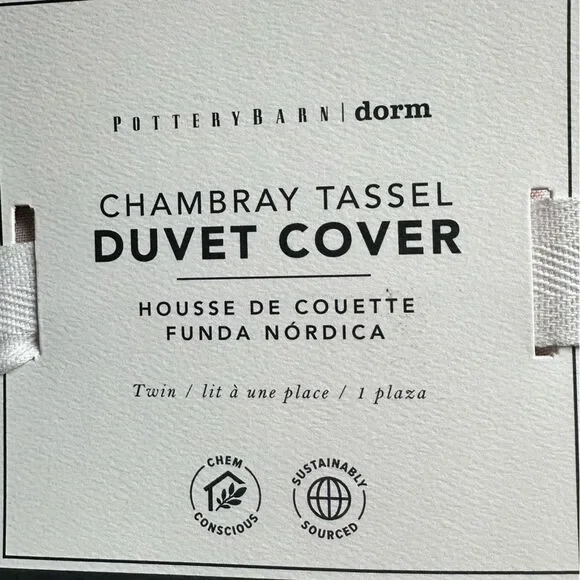 POTTERYBARN | dorm
CHAMBRAY TASSEL
DUVET COVER
HOUSSE DE COUETTE
FUNDA NÓRDICA
Twin / lit à une place / 1 plaza
CHEM CONSCIOUS
SUSTAINABLY SOURCED